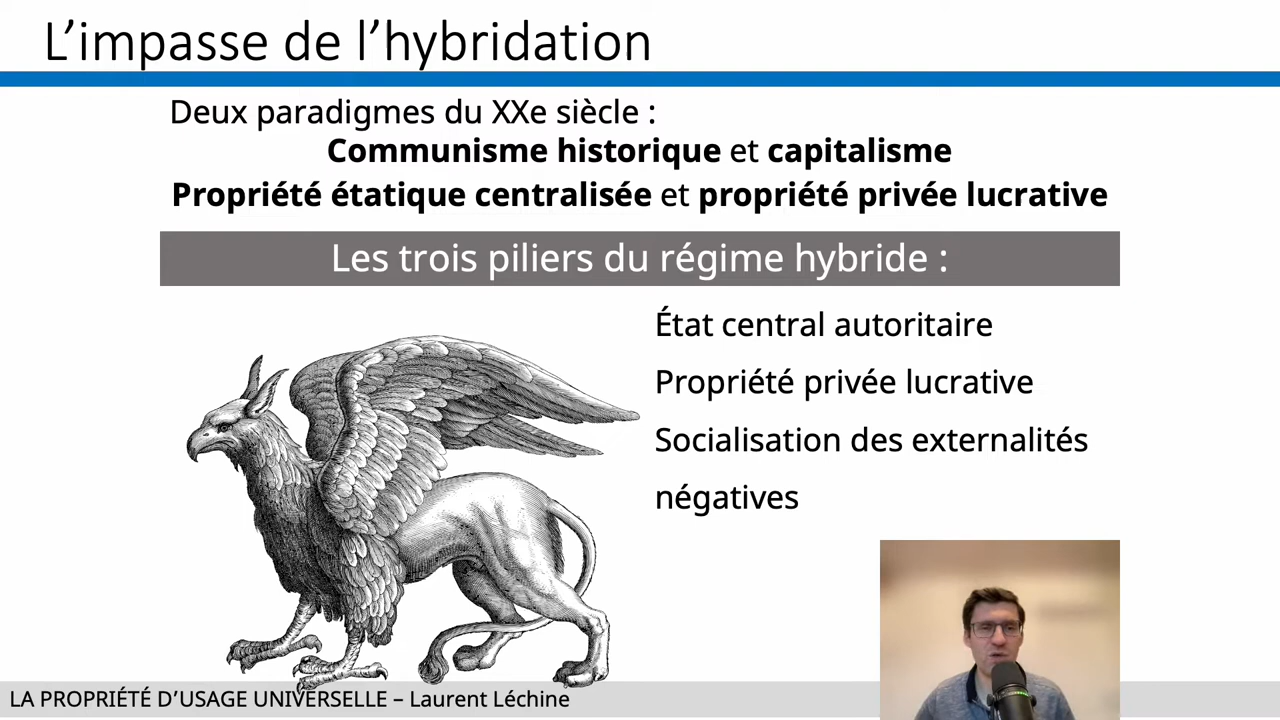 L’impasse de l’hybridation
Deux paradigmes du XXe siècle :
Communisme historique et capitalisme
Propriété étatique centralisée et propriété privée lucrative
Les trois piliers du régime hybride :
État central autoritaire
Propriété privée lucrative
Socialisation des externalités
négatives
LA PROPRIÉTÉ D’USAGE UNIVERSELLE – Laurent Léchine